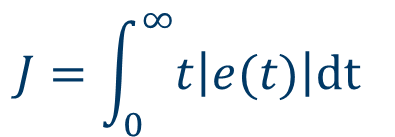 J = ∫₀^∞ t|e(t)|dt